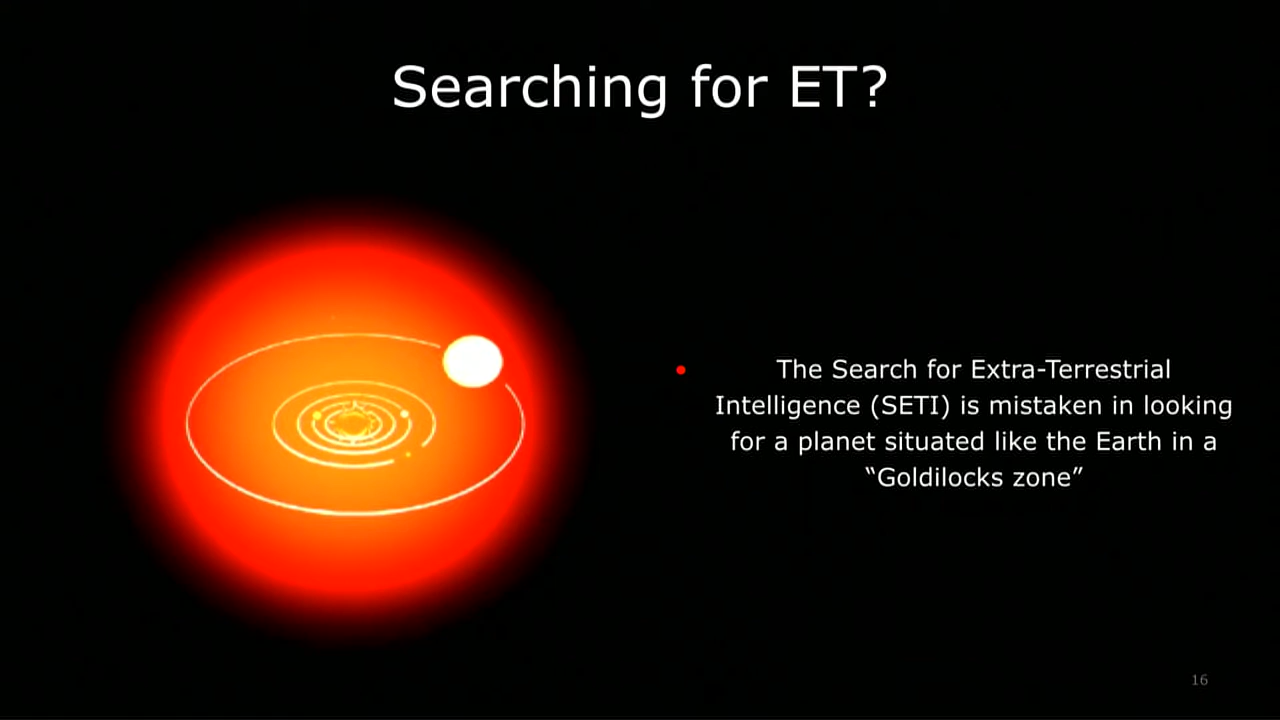 Searching for ET?
• The Search for Extra-Terrestrial
Intelligence (SETI) is mistaken in looking
for a planet situated like the Earth in a
“Goldilocks zone”
16